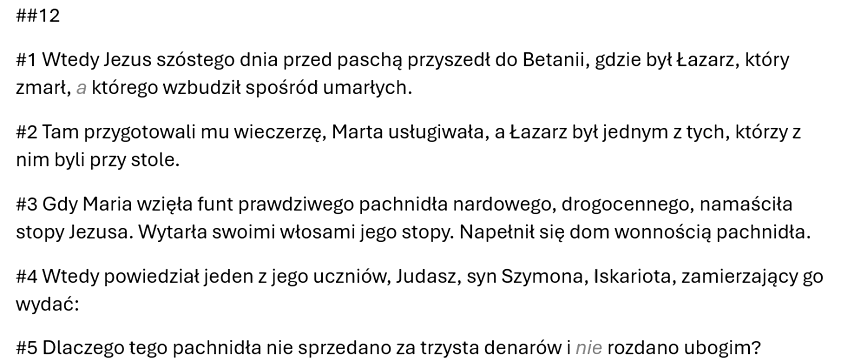 ##12
#1 Wtedy Jezus szóstego dnia przed paschą przyszedł do Betanii, gdzie był Łazarz, który
zmarł, a którego wzbudził spośród umarłych.
#2 Tam przygotowali mu wieczerzę, Marta usługiwała, a Łazarz był jednym z tych, którzy z
nim byli przy stole.
#3 Gdy Maria wzięła funt prawdziwego pachnidła nardowego, drogocennego, namaściła
stopy Jezusa. Wytarła swoimi włosami jego stopy. Napełnił się dom wonnością pachnidła.
#4 Wtedy powiedział jeden z jego uczniów, Judasz, syn Szymona, Iskariota, zamierzający go
wydać:
#5 Dlaczego tego pachnidła nie sprzedano za trzysta denarów i nie rozdano ubogim?